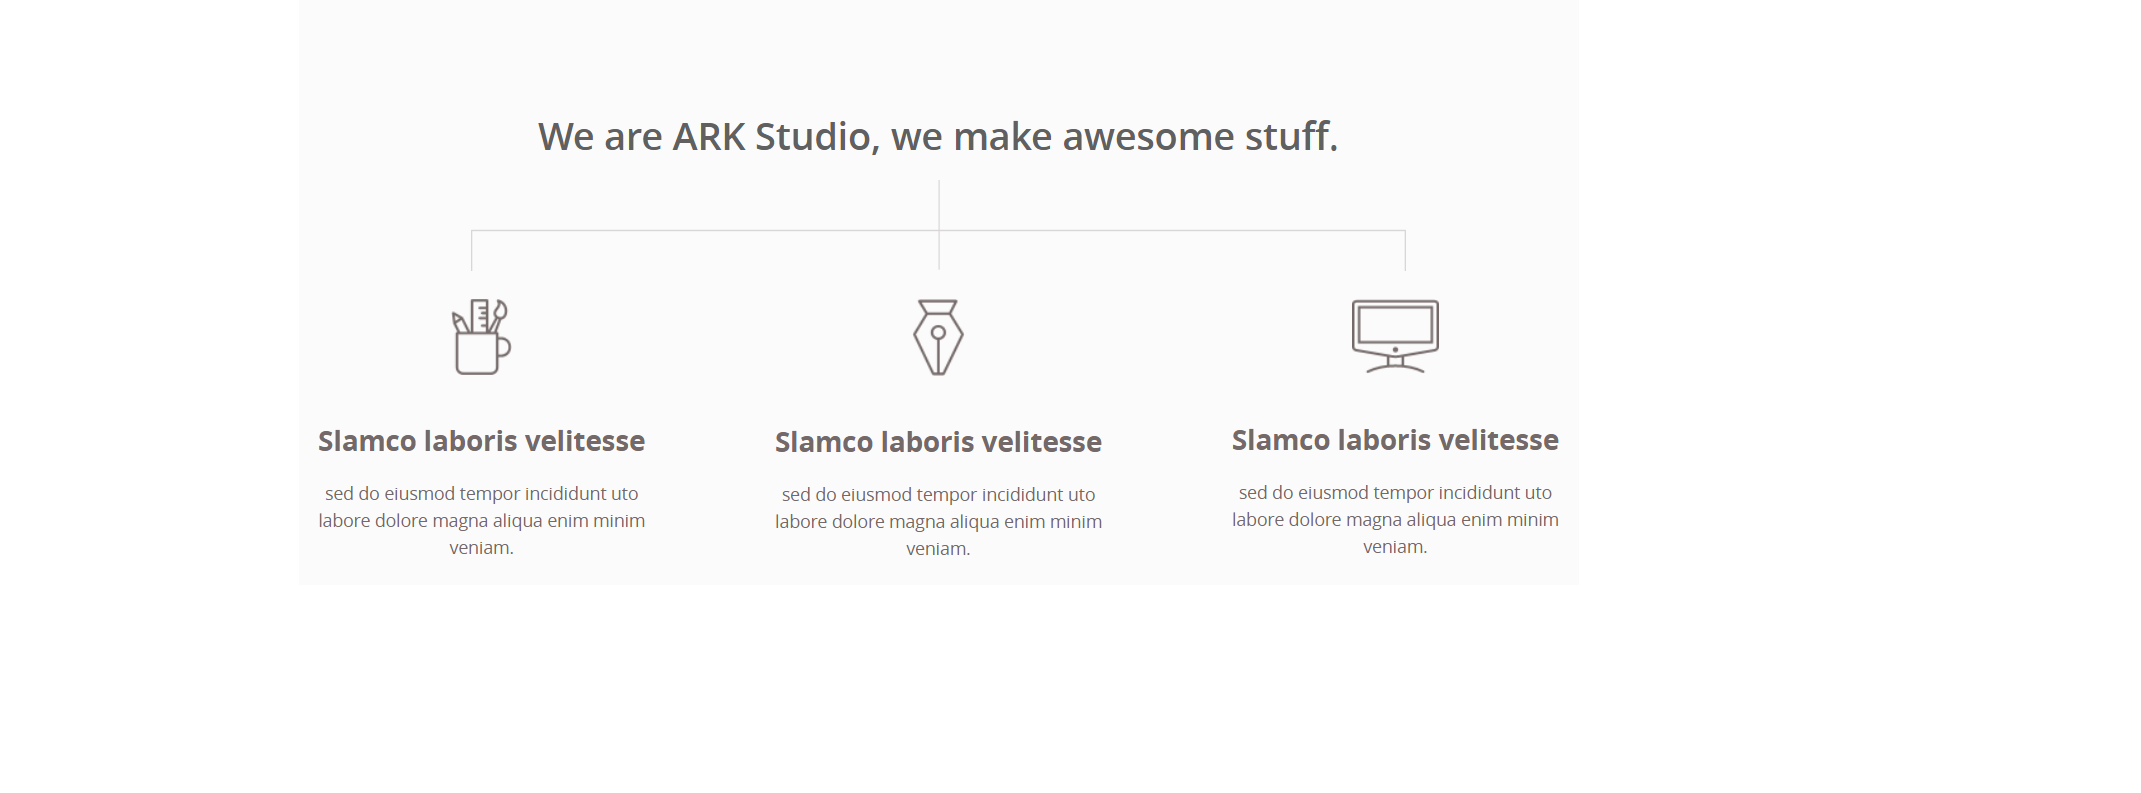 We are ARK Studio, we make awesome stuff.
Slamco laboris velitesse
sed do eiusmod tempor incididunt uto
labore dolore magna aliqua enim minim
veniam.
Slamco laboris velitesse
sed do eiusmod tempor incididunt uto
labore dolore magna aliqua enim minim
veniam.
Slamco laboris velitesse
sed do eiusmod tempor incididunt uto
labore dolore magna aliqua enim minim
veniam.